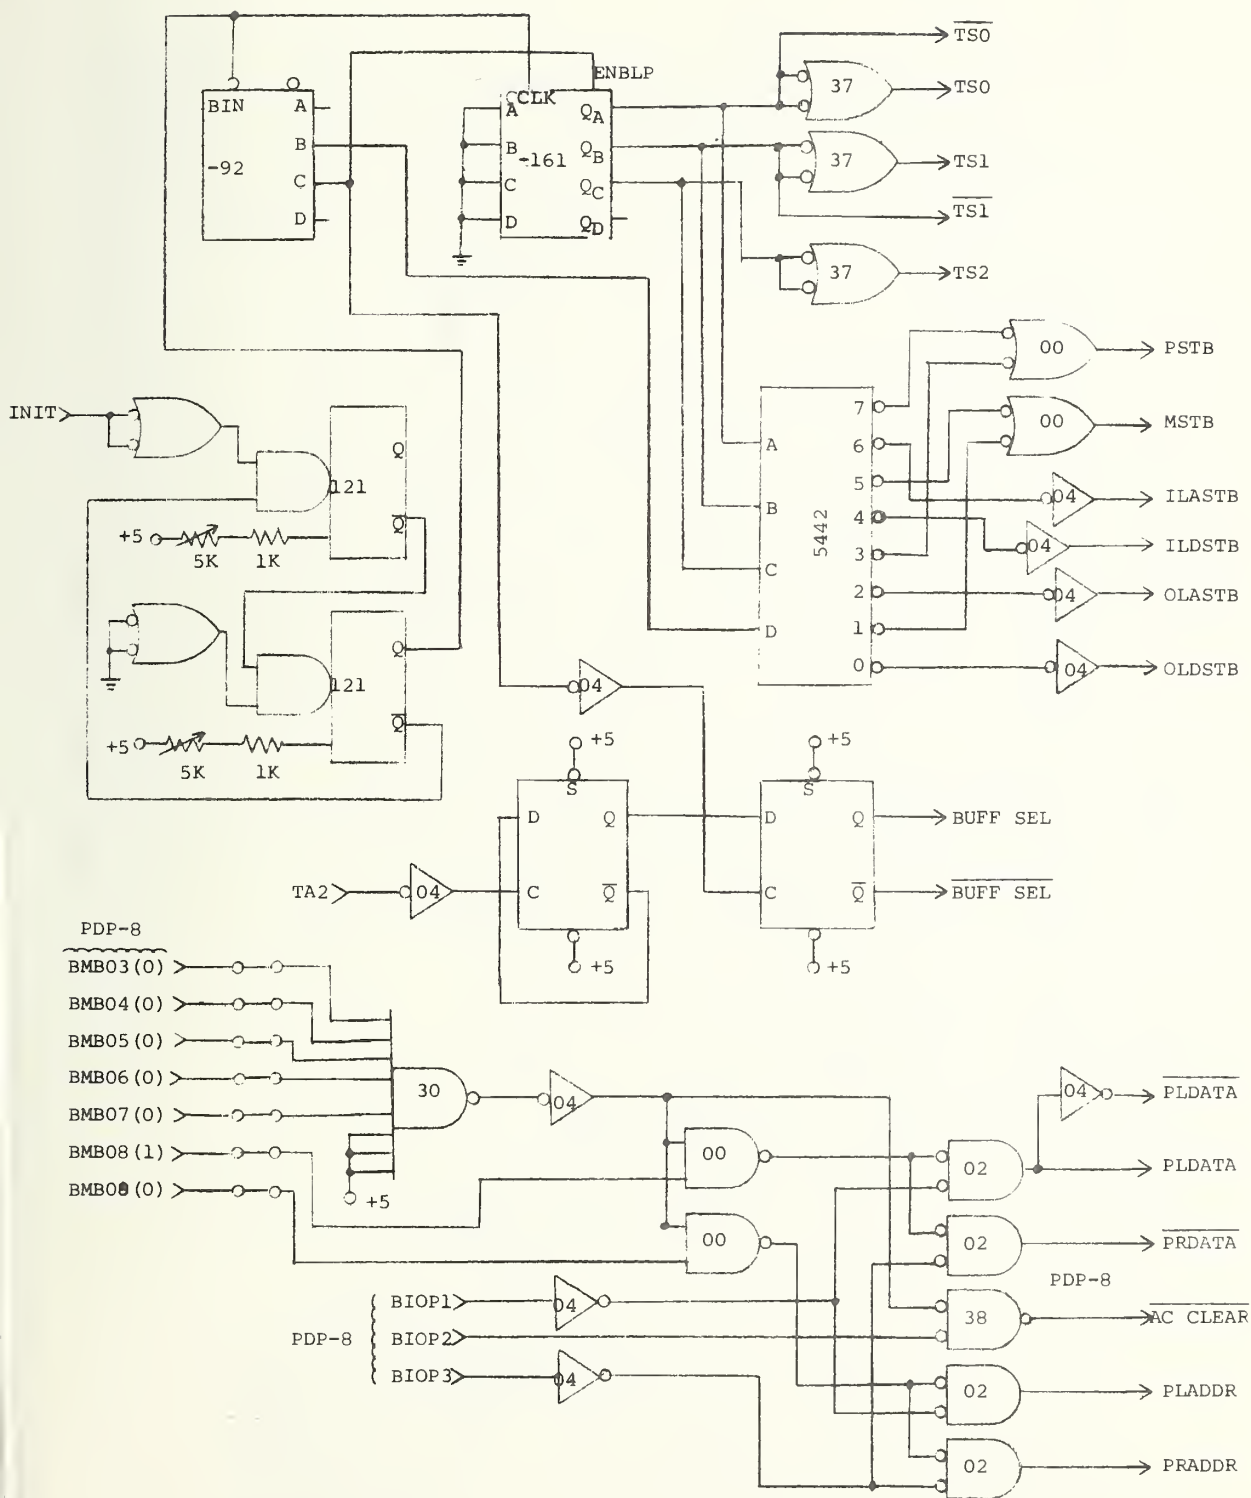 TS0
ENBLP
BIN
A
CLK
A
QA
37
TS0
-92
B
B
-161
QB
37
TS1
C
C
QC
D
D
QD
TS1
37
TS2
7
00
PSTB
INIT
A
6
00
MSTB
Q
5
121
B
04
ILASTB
+5
5K
1K
Q
5442
4
04
ILDSTB
3
C
2
04
OLASTB
Q
D
1
121
0
04
OLDSTB
04
+5
5K
1K
Q
+5
+5
S
S
D
Q
D
Q
BUFF SEL
TA2
04
C
Q
C
Q
BUFF SEL
PDP-8
+5
+5
BMB03(0)
BMB04(0)
BMB05(0)
BMB06(0)
30
04
04
PLDATA
BMB07(0)
BMB08(1)
00
02
PLDATA
BMB08(0)
+5
00
02
PRDATA
PDP-8
BIOP1
04
38
AC CLEAR
PDP-8
BIOP2
BIOP3
04
02
PLADDR
02
PRADDR